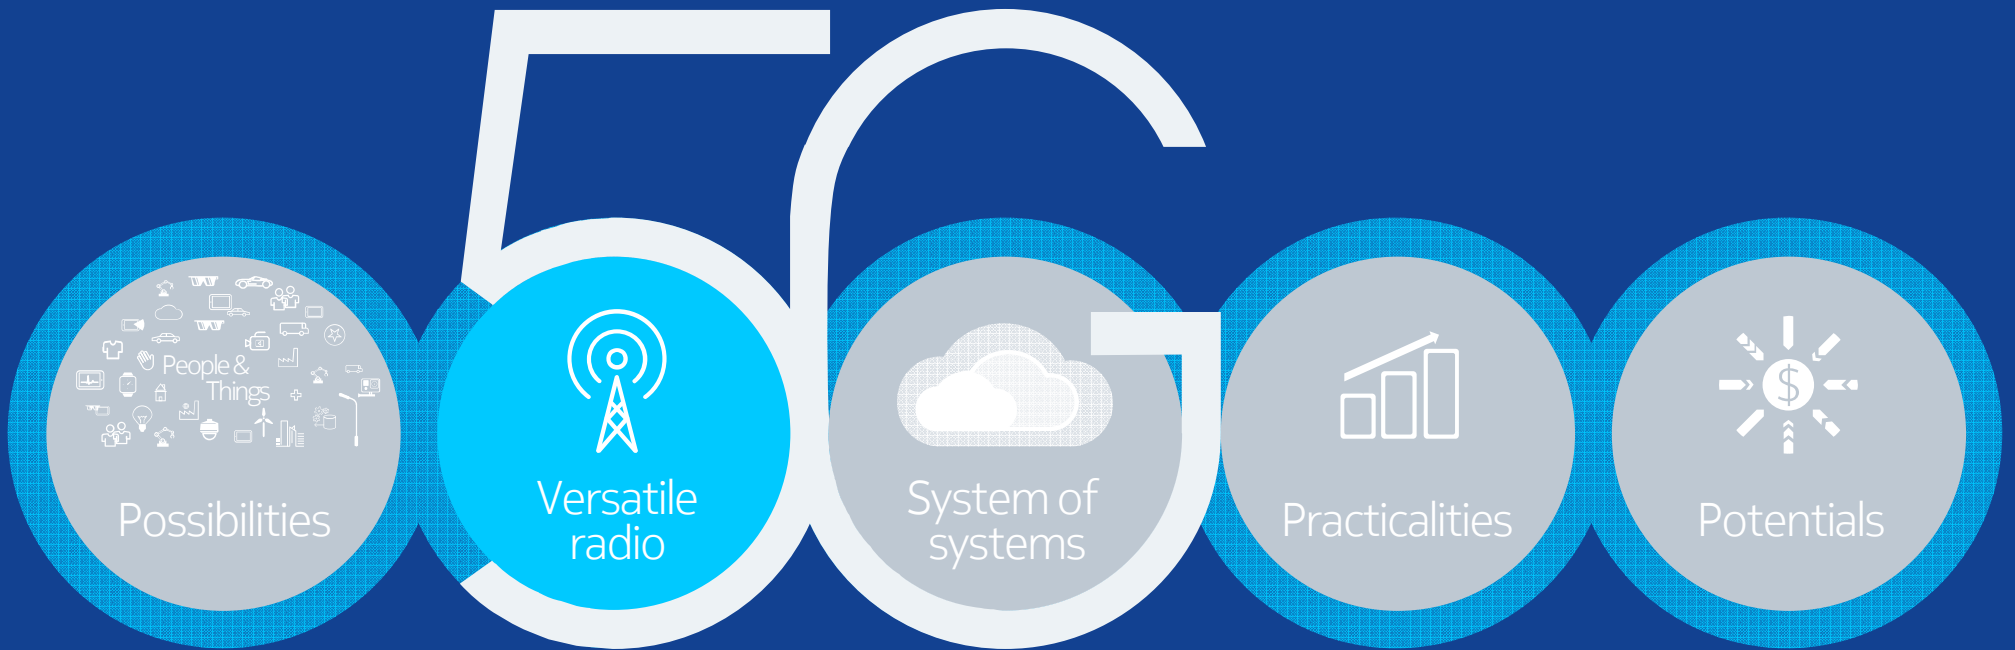 5G
People &
Things
Possibilities
Versatile
radio
System of
systems
Practicalities
$
Potentials